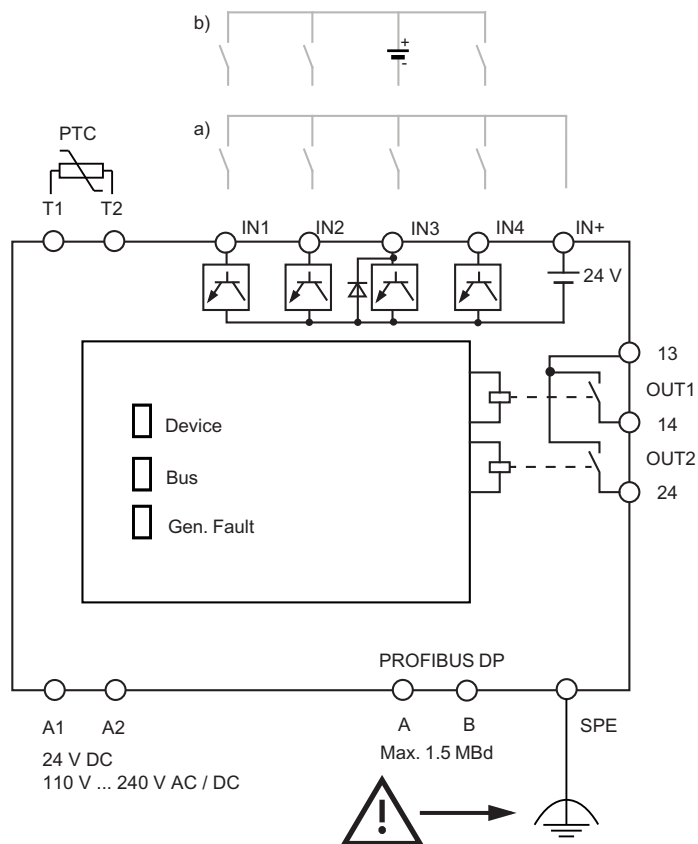 b)
+
-
a)
PTC
T1 T2
IN1 IN2 IN3 IN4 IN+
24 V
13
OUT1
14
OUT2
24
Device
Bus
Gen. Fault
PROFIBUS DP
A1 A2 A B SPE
24 V DC
110 V ... 240 V AC / DC
Max. 1.5 MBd
!